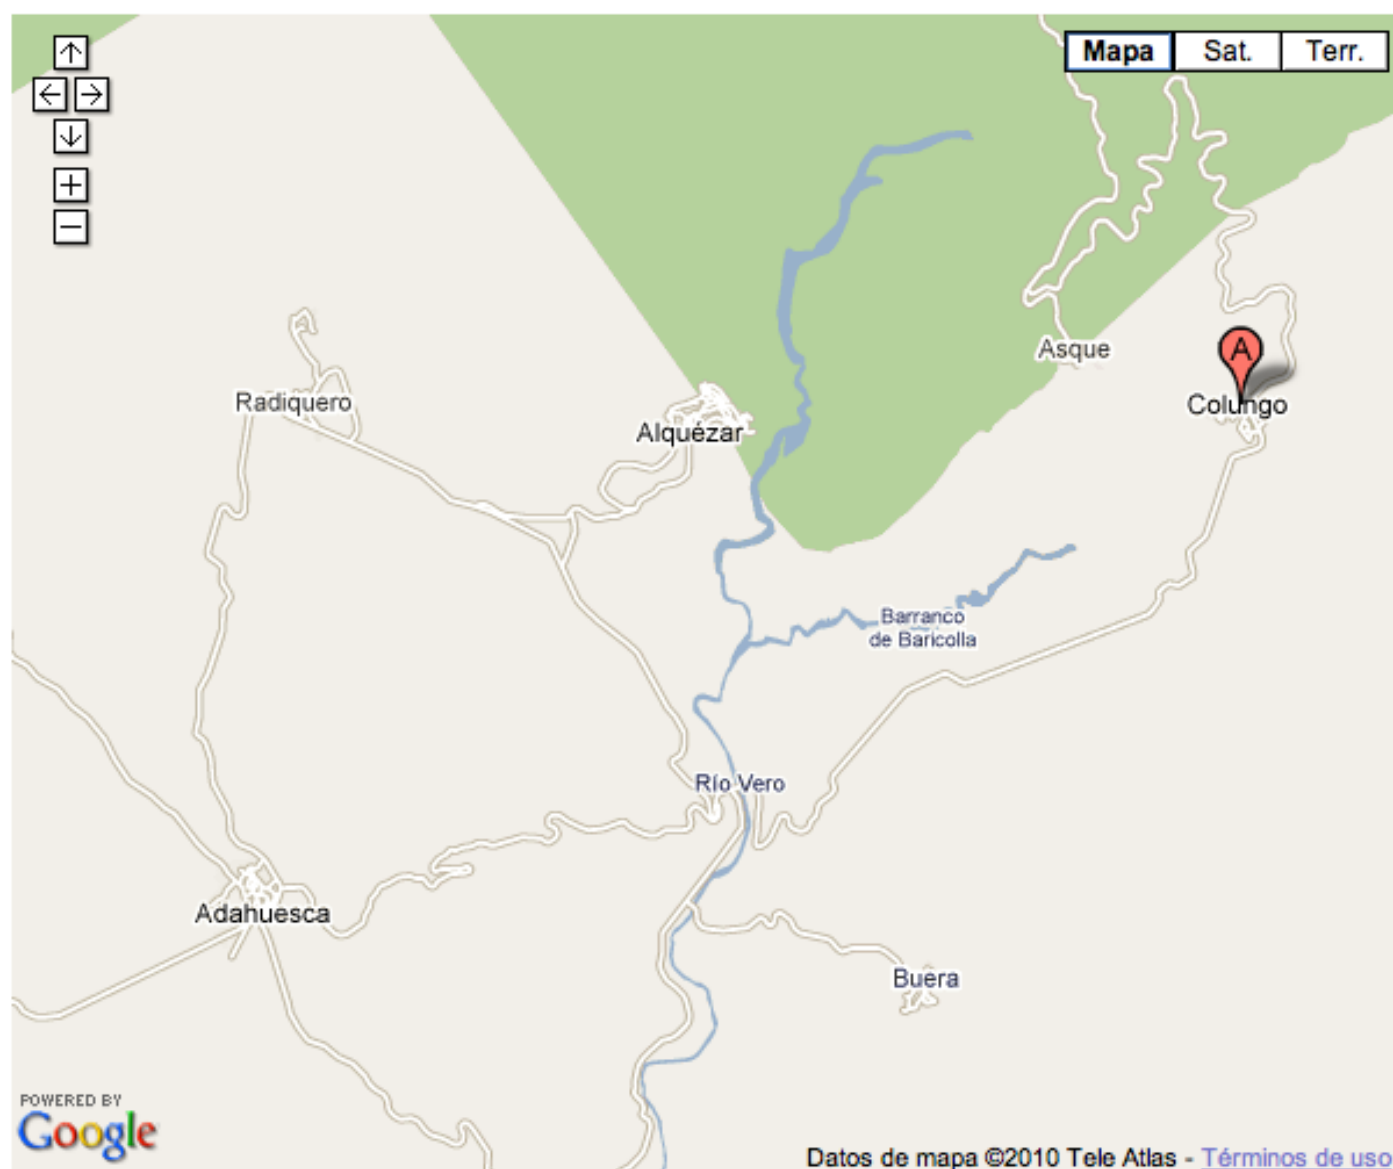 Mapa Sat. Terr.
Asque
A
Radiquero
Colungo
Alquézar
Barranco
de Baricolla
Río Vero
Adahuesca
Buera
POWERED BY
Google
Datos de mapa ©2010 Tele Atlas - Términos de uso